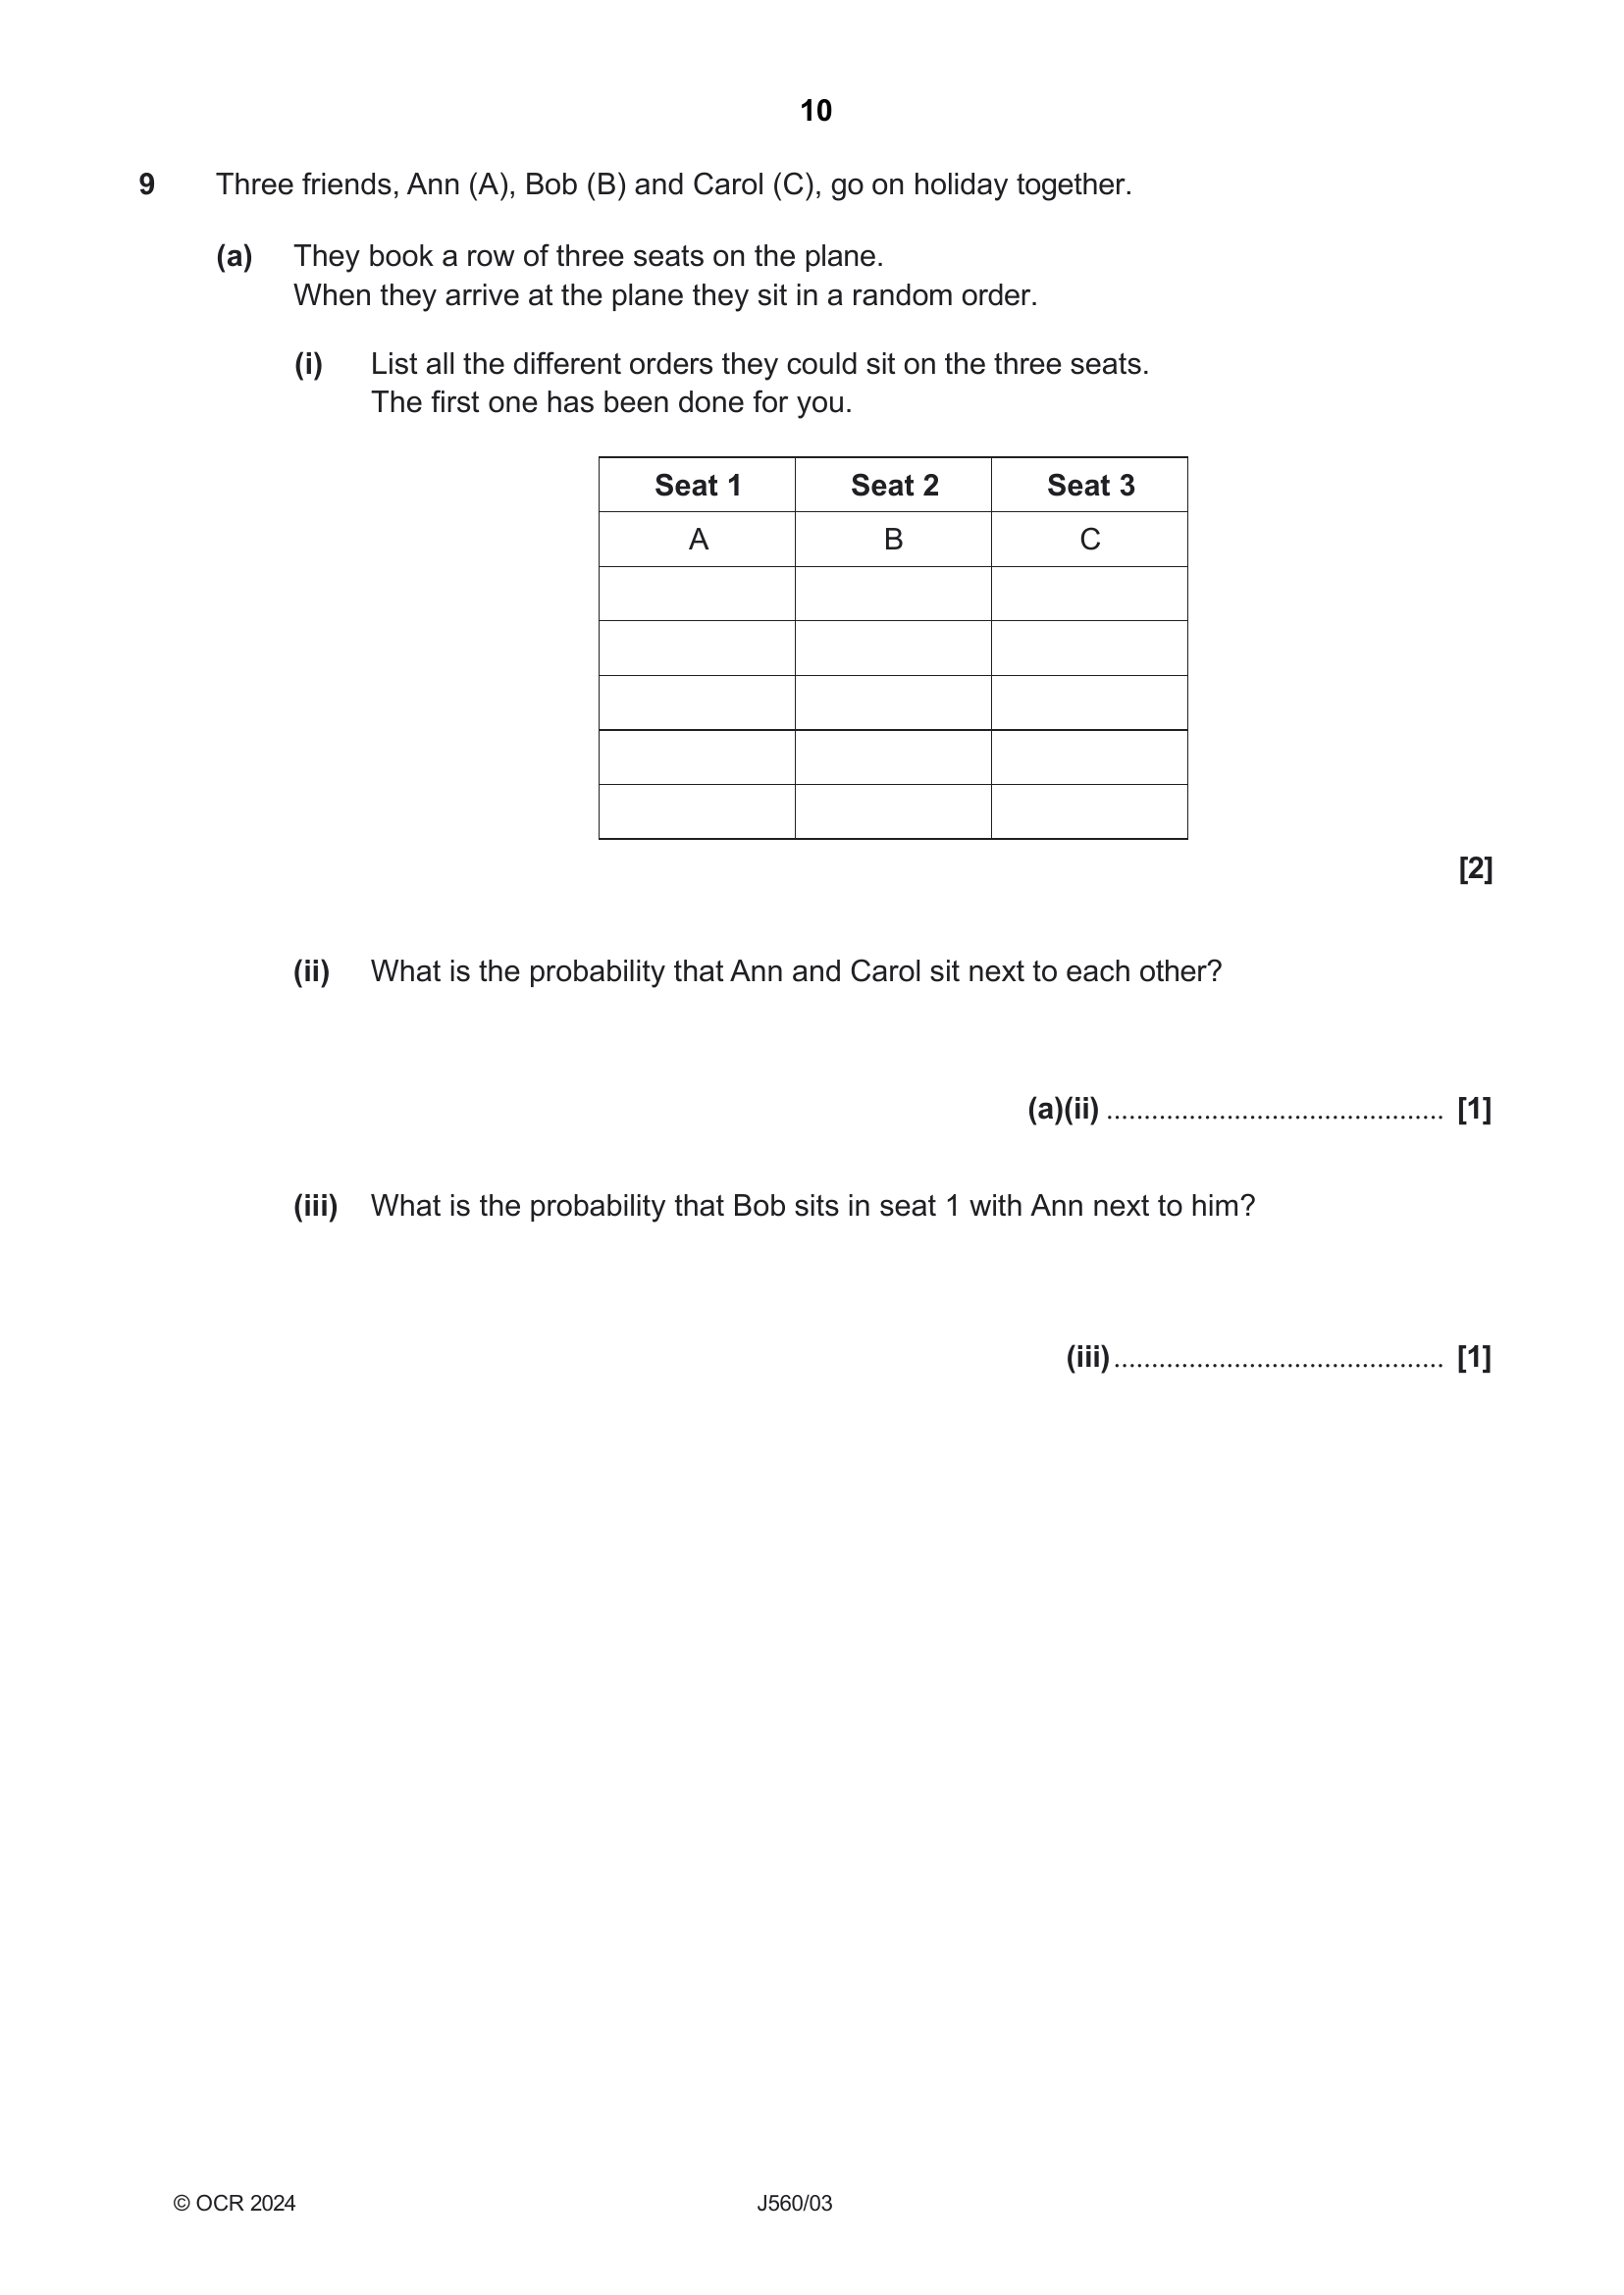 10
9 Three friends, Ann (A), Bob (B) and Carol (C), go on holiday together.
(a) They book a row of three seats on the plane.
When they arrive at the plane they sit in a random order.
(i) List all the different orders they could sit on the three seats.
The first one has been done for you.
Seat 1 Seat 2 Seat 3
A B C
[2]
(ii) What is the probability that Ann and Carol sit next to each other?
(a)(ii) ............................................. [1]
(iii) What is the probability that Bob sits in seat 1 with Ann next to him?
(iii) ............................................ [1]
© OCR 2024 J560/03